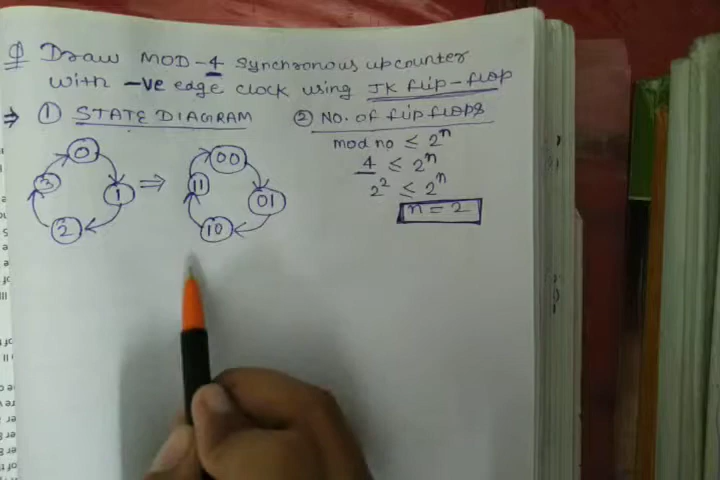 Q Draw MOD-4 synchronous upcounter
with -ve edge clock using JK flip-flop
⇒ ① STATE DIAGRAM
0
1
2
3
⇒
00
01
10
11
② NO. of flip flops
mod no ≤ 2ⁿ
4 ≤ 2ⁿ
2² ≤ 2ⁿ
n = 2